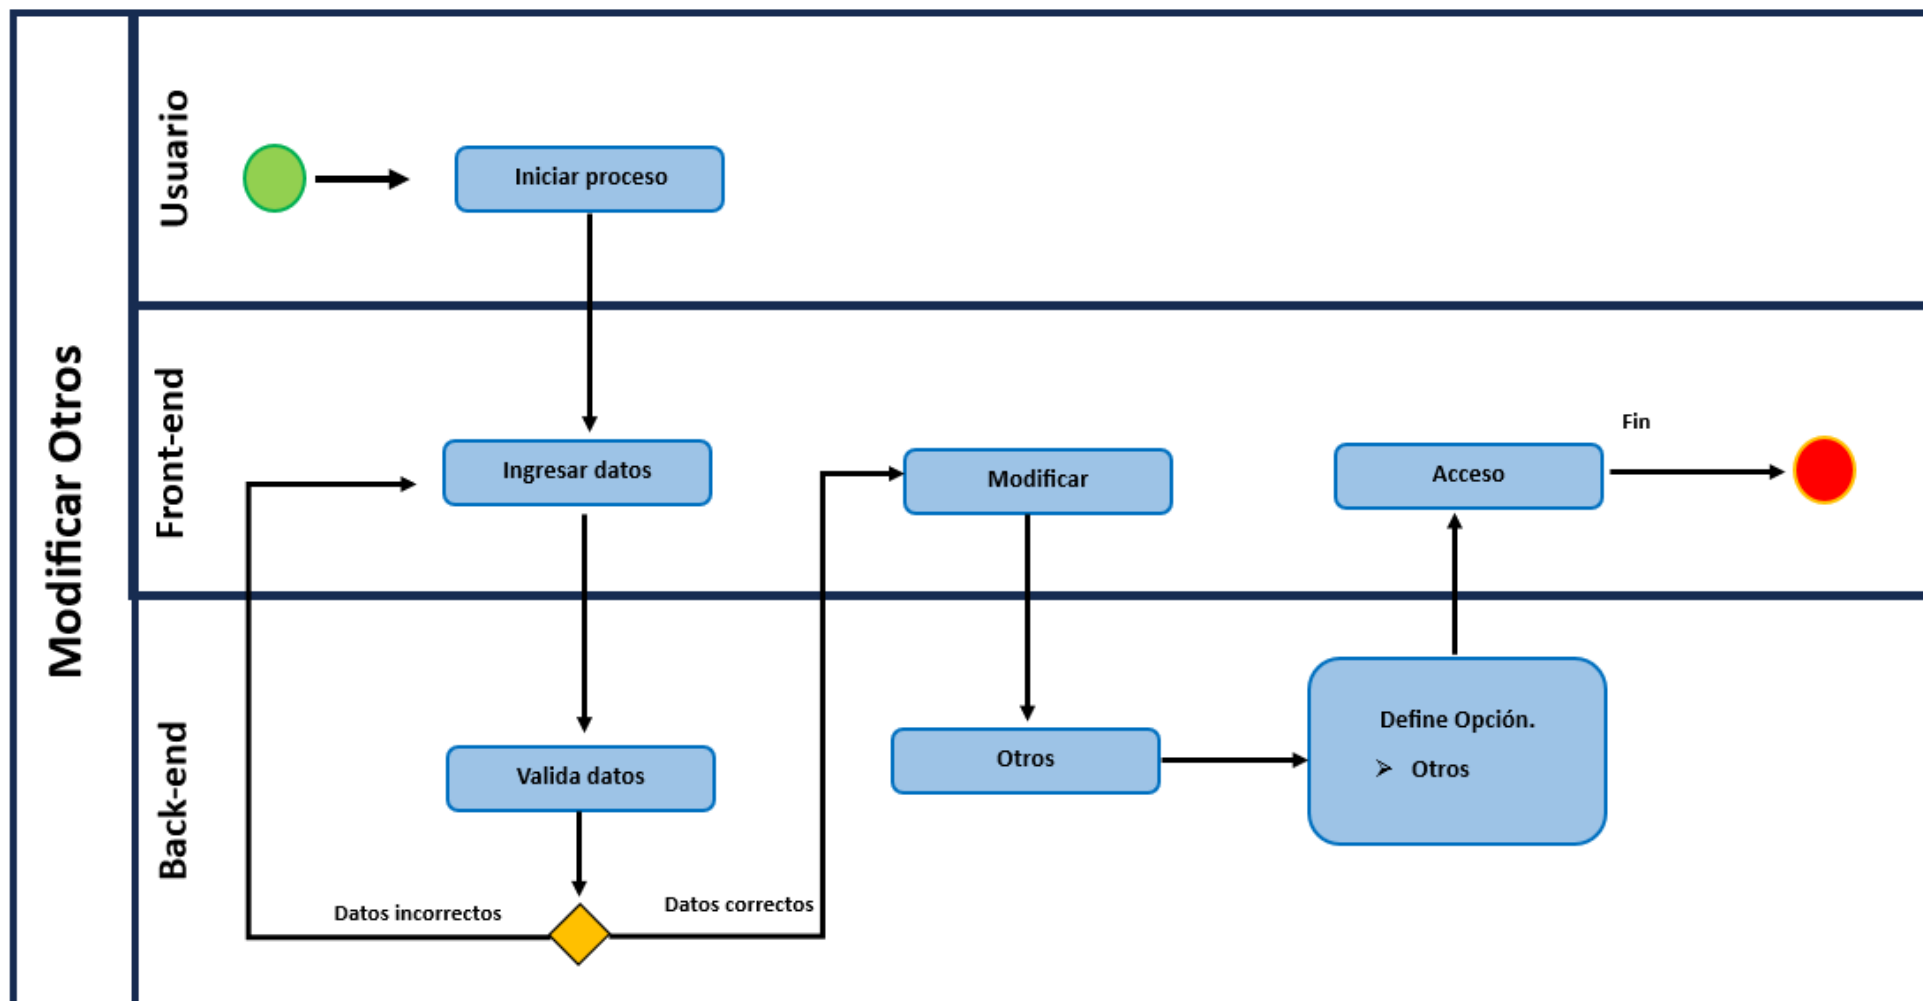 Modificar Otros
Usuario
Iniciar proceso
Front-end
Ingresar datos
Modificar
Acceso
Fin
Back-end
Valida datos
Otros
Define Opción.
➢ Otros
Datos incorrectos
Datos correctos